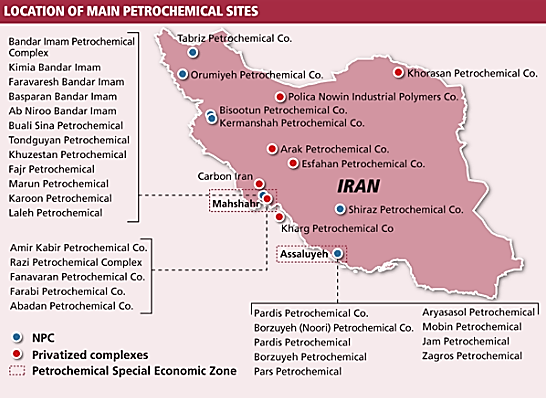 LOCATION OF MAIN PETROCHEMICAL SITES
Bandar Imam Petrochemical
Complex
Kimia Bandar Imam
Faravaresh Bandar Imam
Basparan Bandar Imam
Ab Niroo Bandar Imam
Buali Sina Petrochemical
Tondguyan Petrochemical
Khuzestan Petrochemical
Fajr Petrochemical
Marun Petrochemical
Karoon Petrochemical
Laleh Petrochemical
Amir Kabir Petrochemical Co.
Razi Petrochemical Complex
Fanavaran Petrochemical Co.
Farabi Petrochemical Co.
Abadan Petrochemical Co.
Tabriz Petrochemical Co.
Orumiyeh Petrochemical Co.
Khorasan Petrochemical Co.
Polica Nowin Industrial Polymers Co.
Bisootun Petrochemical Co.
Kermanshah Petrochemical Co.
Arak Petrochemical Co.
Esfahan Petrochemical Co.
Carbon Iran
IRAN
Mahshahr
Shiraz Petrochemical Co.
Kharg Petrochemical Co
Assaluyeh
Pardis Petrochemical Co.
Borzuyeh (Noori) Petrochemical Co.
Pardis Petrochemical
Borzuyeh Petrochemical
Pars Petrochemical
Aryasasol Petrochemical
Mobin Petrochemical
Jam Petrochemical
Zagros Petrochemical
NPC
Privatized complexes
Petrochemical Special Economic Zone